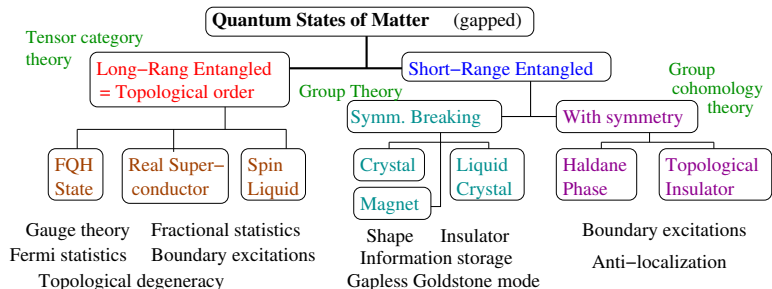 Quantum States of Matter (gapped)
Tensor category
theory
Long−Rang Entangled
= Topological order
Short−Range Entangled
Group Theory
Group
cohomology
theory
Symm. Breaking
With symmetry
FQH
State
Real Super−
conductor
Spin
Liquid
Crystal
Liquid
Crystal
Magnet
Haldane
Phase
Topological
Insulator
Gauge theory Fractional statistics
Fermi statistics Boundary excitations
Topological degeneracy
Shape Insulator
Information storage
Gapless Goldstone mode
Boundary excitations
Anti−localization